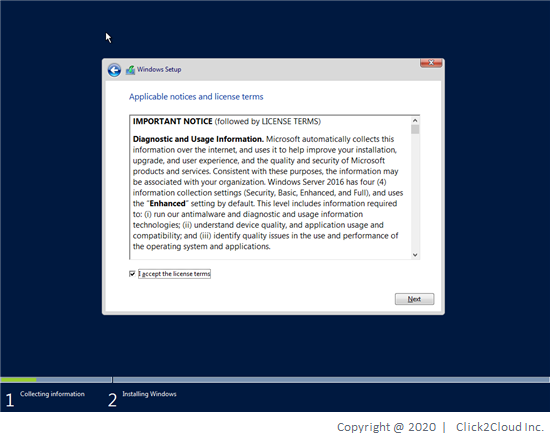 Windows Setup
Applicable notices and license terms
IMPORTANT NOTICE (followed by LICENSE TERMS)
Diagnostic and Usage Information. Microsoft automatically collects this
information over the internet, and uses it to help improve your installation,
upgrade, and user experience, and the quality and security of Microsoft
products and services. Consistent with these purposes, the information may
be associated with your organization. Windows Server 2016 has four (4)
information collection settings (Security, Basic, Enhanced, and Full), and uses
the “Enhanced” setting by default. This level includes information required
to: (i) run our antimalware and diagnostic and usage information
technologies; (ii) understand device quality, and application usage and
compatibility; and (iii) identify quality issues in the use and performance of
the operating system and applications.
I accept the license terms
Next
1 Collecting information 2 Installing Windows
Copyright @ 2020 | Click2Cloud Inc.